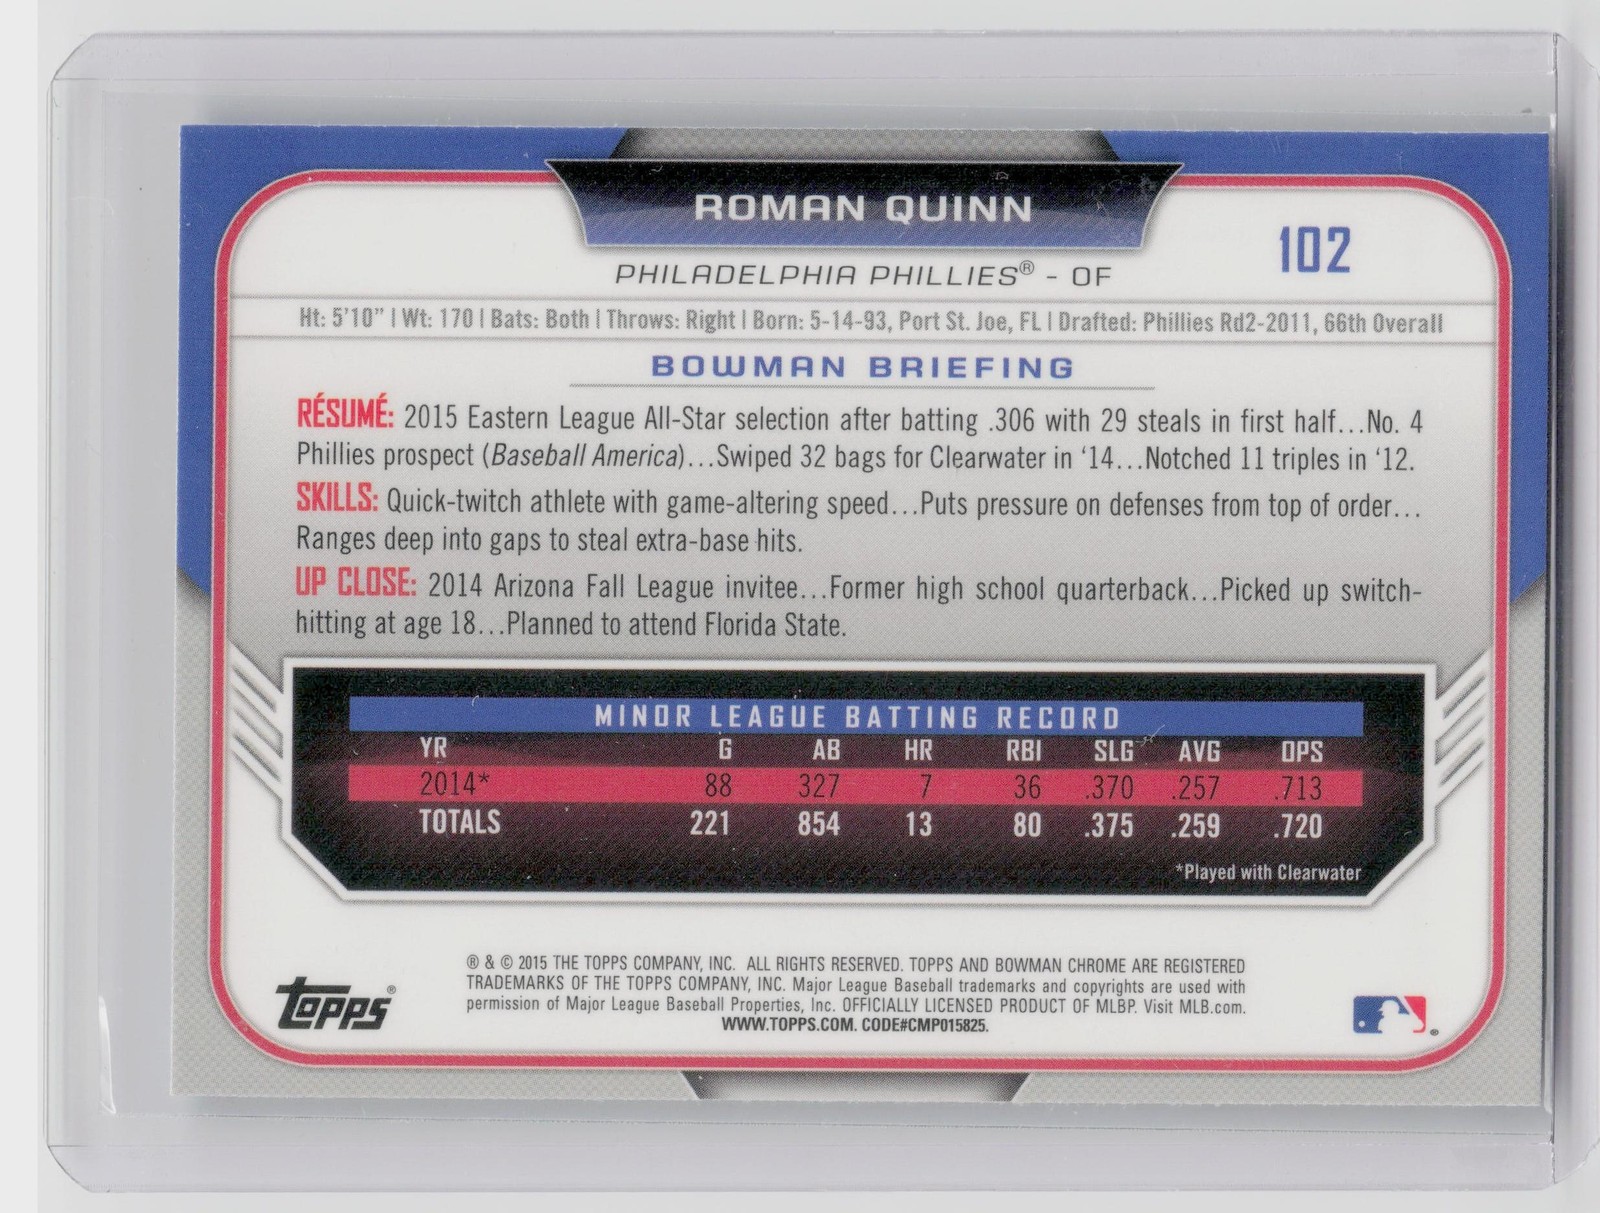 ROMAN QUINN
102
PHILADELPHIA PHILLIES® - OF
Ht: 5'10" | Wt: 170 | Bats: Both | Throws: Right | Born: 5-14-93, Port St. Joe, FL | Drafted: Phillies Rd2-2011, 66th Overall
BOWMAN BRIEFING
RÉSUMÉ: 2015 Eastern League All-Star selection after batting .306 with 29 steals in first half...No. 4
Phillies prospect (Baseball America)...Swiped 32 bags for Clearwater in '14...Notched 11 triples in '12.
SKILLS: Quick-twitch athlete with game-altering speed...Puts pressure on defenses from top of order...
Ranges deep into gaps to steal extra-base hits.
UP CLOSE: 2014 Arizona Fall League invitee...Former high school quarterback...Picked up switch-
hitting at age 18...Planned to attend Florida State.
MINOR LEAGUE BATTING RECORD
YR G AB HR RBI SLG AVG OPS
2014* 88 327 7 36 .370 .257 .713
TOTALS 221 854 13 80 .375 .259 .720
*Played with Clearwater
® & © 2015 THE TOPPS COMPANY, INC. ALL RIGHTS RESERVED. TOPPS AND BOWMAN CHROME ARE REGISTERED
TRADEMARKS OF THE TOPPS COMPANY, INC. Major League Baseball trademarks and copyrights are used with
permission of Major League Baseball Properties, Inc. OFFICIALLY LICENSED PRODUCT OF MLBP. Visit MLB.com.
WWW.TOPPS.COM. CODE#CMP015825.
topps®
®